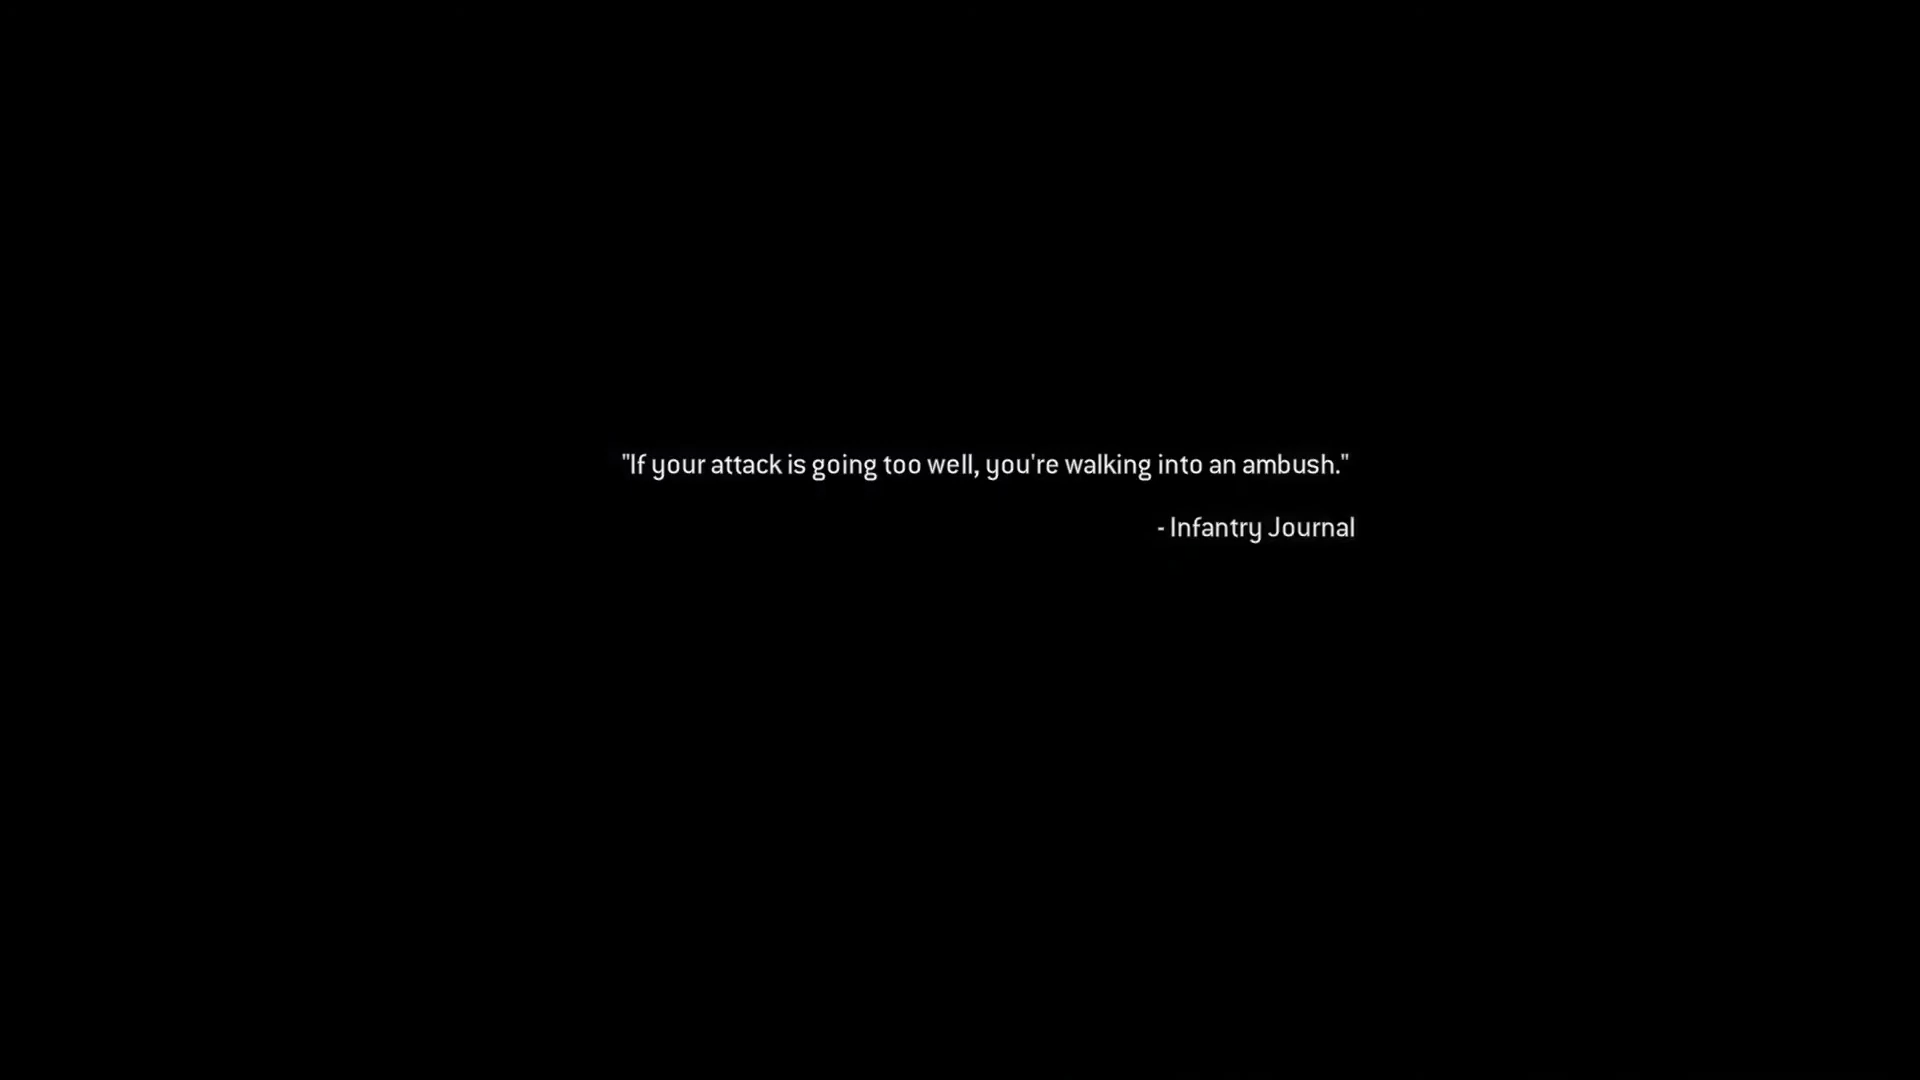 "If your attack is going too well, you're walking into an ambush."
- Infantry Journal